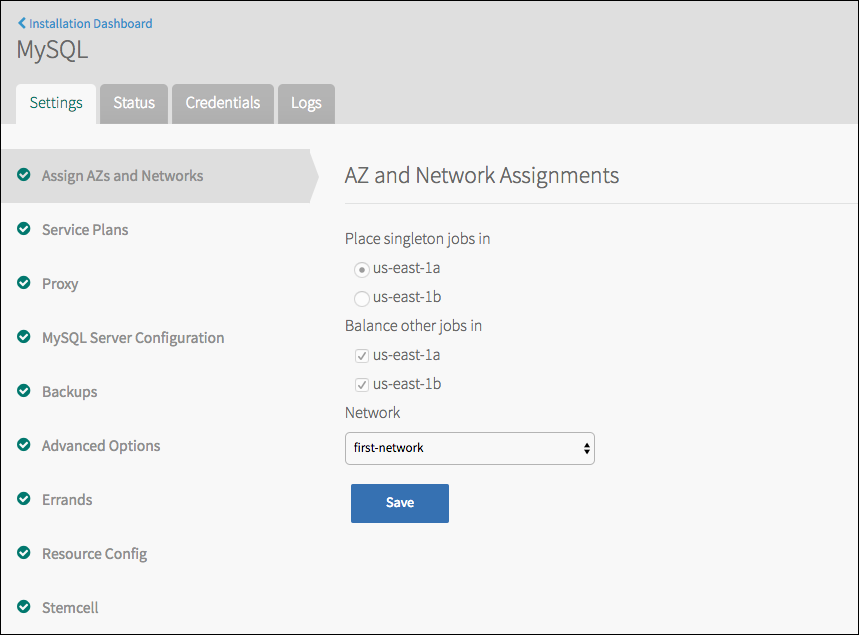 Installation Dashboard
MySQL
Settings
Status
Credentials
Logs
Assign AZs and Networks
Service Plans
Proxy
MySQL Server Configuration
Backups
Advanced Options
Errands
Resource Config
Stemcell
AZ and Network Assignments
Place singleton jobs in
us-east-1a
us-east-1b
Balance other jobs in
us-east-1a
us-east-1b
Network
first-network
Save